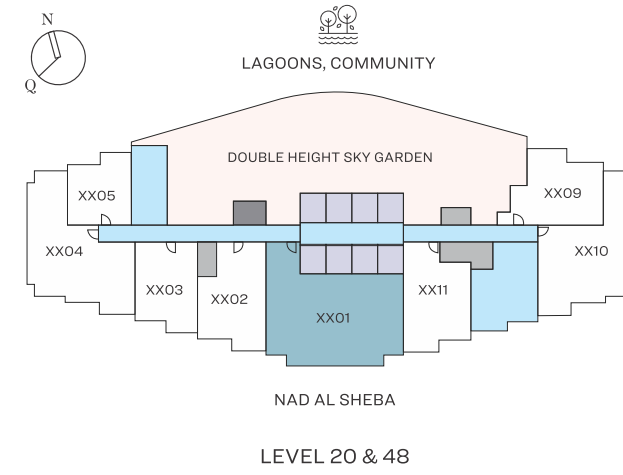 N
Q
LAGOONS, COMMUNITY
DOUBLE HEIGHT SKY GARDEN
XX05
XX09
XX04
XX10
XX03
XX02
XX01
XX11
NAD AL SHEBA
LEVEL 20 & 48